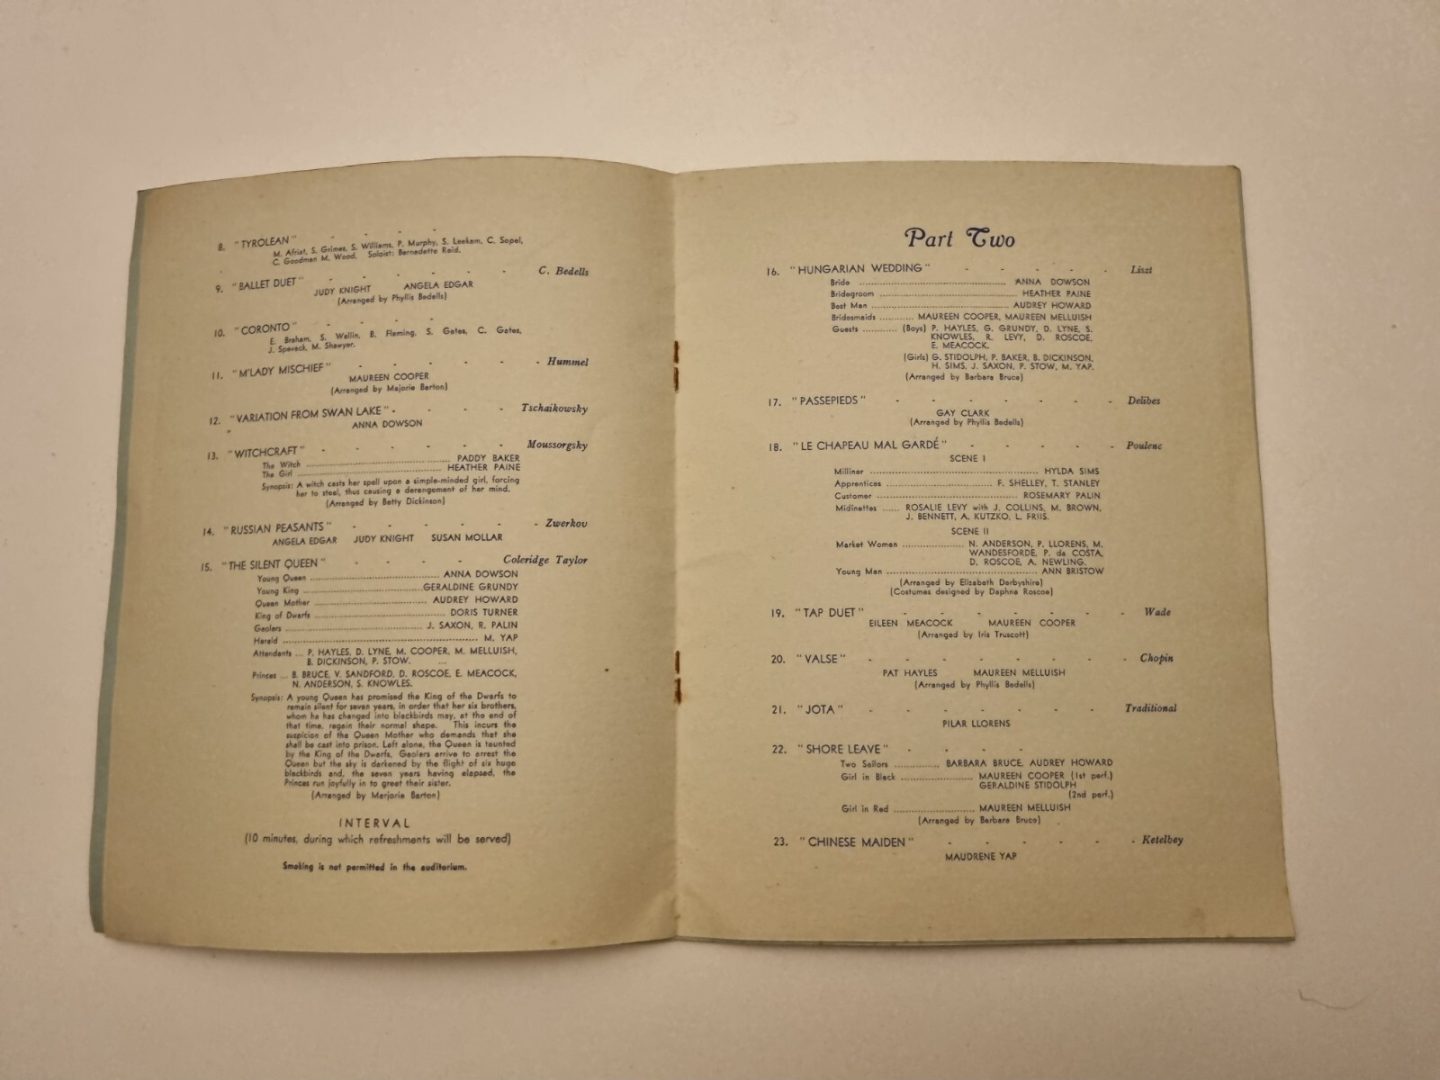 8. "TYROLEAN" - - - -
M. Afriat, S. Grimes, S. Williams, P. Murphy, S. Leekam, C. Sopel,
C. Goodman M. Wood. Soloist: Bernadette Reid.
9. "BALLET DUET" - - - - - C. Bedells
JUDY KNIGHT ANGELA EDGAR
(Arranged by Phyllis Bedells)
10. "CORONTO" - - - -
E. Braham, S. Wallin, B. Fleming, S. Gates, C. Gates,
J. Speveck, M. Shawyer.
11. "M'LADY MISCHIEF" - - - - - Hummel
MAUREEN COOPER
(Arranged by Marjorie Barton)
12. "VARIATION FROM SWAN LAKE" - - - - Tschaikowsky
ANNA DOWSON
13. "WITCHCRAFT" - - - - - Moussorgsky
The Witch PADDY BAKER
The Girl HEATHER PAINE
Synopsis: A witch casts her spell upon a simple-minded girl, forcing
her to steal, thus causing a derangement of her mind.
(Arranged by Betty Dickinson)
14. "RUSSIAN PEASANTS" - - - - - - Zwerkov
ANGELA EDGAR JUDY KNIGHT SUSAN MOLLAR
15. "THE SILENT QUEEN" - - - - Coleridge Taylor
Young Queen ANNA DOWSON
Young King GERALDINE GRUNDY
Queen Mother AUDREY HOWARD
King of Dwarfs DORIS TURNER
Gaolers J. SAXON, R. PALIN
Herald M. YAP
Attendants ... P. HAYLES, D. LYNE, M. COOPER, M. MELLUISH,
B. DICKINSON, P. STOW.
Princes ... B. BRUCE, V. SANDFORD, D. ROSCOE, E. MEACOCK,
N. ANDERSON, S. KNOWLES.
Synopsis: A young Queen has promised the King of the Dwarfs to
remain silent for seven years, in order that her six brothers,
whom he has changed into blackbirds may, at the end of
that time, regain their normal shape. This incurs the
suspicion of the Queen Mother who demands that she
shall be cast into prison. Left alone, the Queen is taunted
by the King of the Dwarfs. Gaolers arrive to arrest the
Queen but the sky is darkened by the flight of six huge
blackbirds and, the seven years having elapsed, the
Princes run joyfully in to greet their sister.
(Arranged by Marjorie Barton)
INTERVAL
(10 minutes, during which refreshments will be served)
Smoking is not permitted in the auditorium.
Part Two
16. "HUNGARIAN WEDDING" - - - - - Liszt
Bride ANNA DOWSON
Bridegroom HEATHER PAINE
Best Man AUDREY HOWARD
Bridesmaids MAUREEN COOPER, MAUREEN MELLUISH
Guests (Boys) P. HAYLES, G. GRUNDY, D. LYNE, S.
KNOWLES, R. LEVY, D. ROSCOE,
E. MEACOCK.
(Girls) G. STIDOLPH, P. BAKER, B. DICKINSON,
H. SIMS, J. SAXON, P. STOW, M. YAP.
(Arranged by Barbara Bruce)
17. "PASSEPIEDS" - - - - - - - Delibes
GAY CLARK
(Arranged by Phyllis Bedells)
18. "LE CHAPEAU MAL GARDÉ" - - - - - Poulenc
SCENE I
Milliner HYLDA SIMS
Apprentices F. SHELLEY, T. STANLEY
Customer ROSEMARY PALIN
Midinettes ...... ROSALIE LEVY with J. COLLINS, M. BROWN,
J. BENNETT, A. KUTZKO, L. FRIIS.
SCENE II
Market Women N. ANDERSON, P. LLORENS, M.
WANDESFORDE, P. da COSTA,
D. ROSCOE, A. NEWLING.
Young Man ANN BRISTOW
(Arranged by Elizabeth Derbyshire)
(Costumes designed by Daphne Roscoe)
19. "TAP DUET" - - - - - - - Wade
EILEEN MEACOCK MAUREEN COOPER
(Arranged by Iris Truscott)
20. "VALSE" - - - - - - - Chopin
PAT HAYLES MAUREEN MELLUISH
(Arranged by Phyllis Bedells)
21. "JOTA" - - - - - - - Traditional
PILAR LLORENS
22. "SHORE LEAVE" - - - -
Two Sailors BARBARA BRUCE, AUDREY HOWARD
Girl in Black MAUREEN COOPER (1st perf.)
GERALDINE STIDOLPH
(2nd perf.)
Girl in Red MAUREEN MELLUISH
(Arranged by Barbara Bruce)
23. "CHINESE MAIDEN" - - - - - - Ketelbey
MAUDRENE YAP